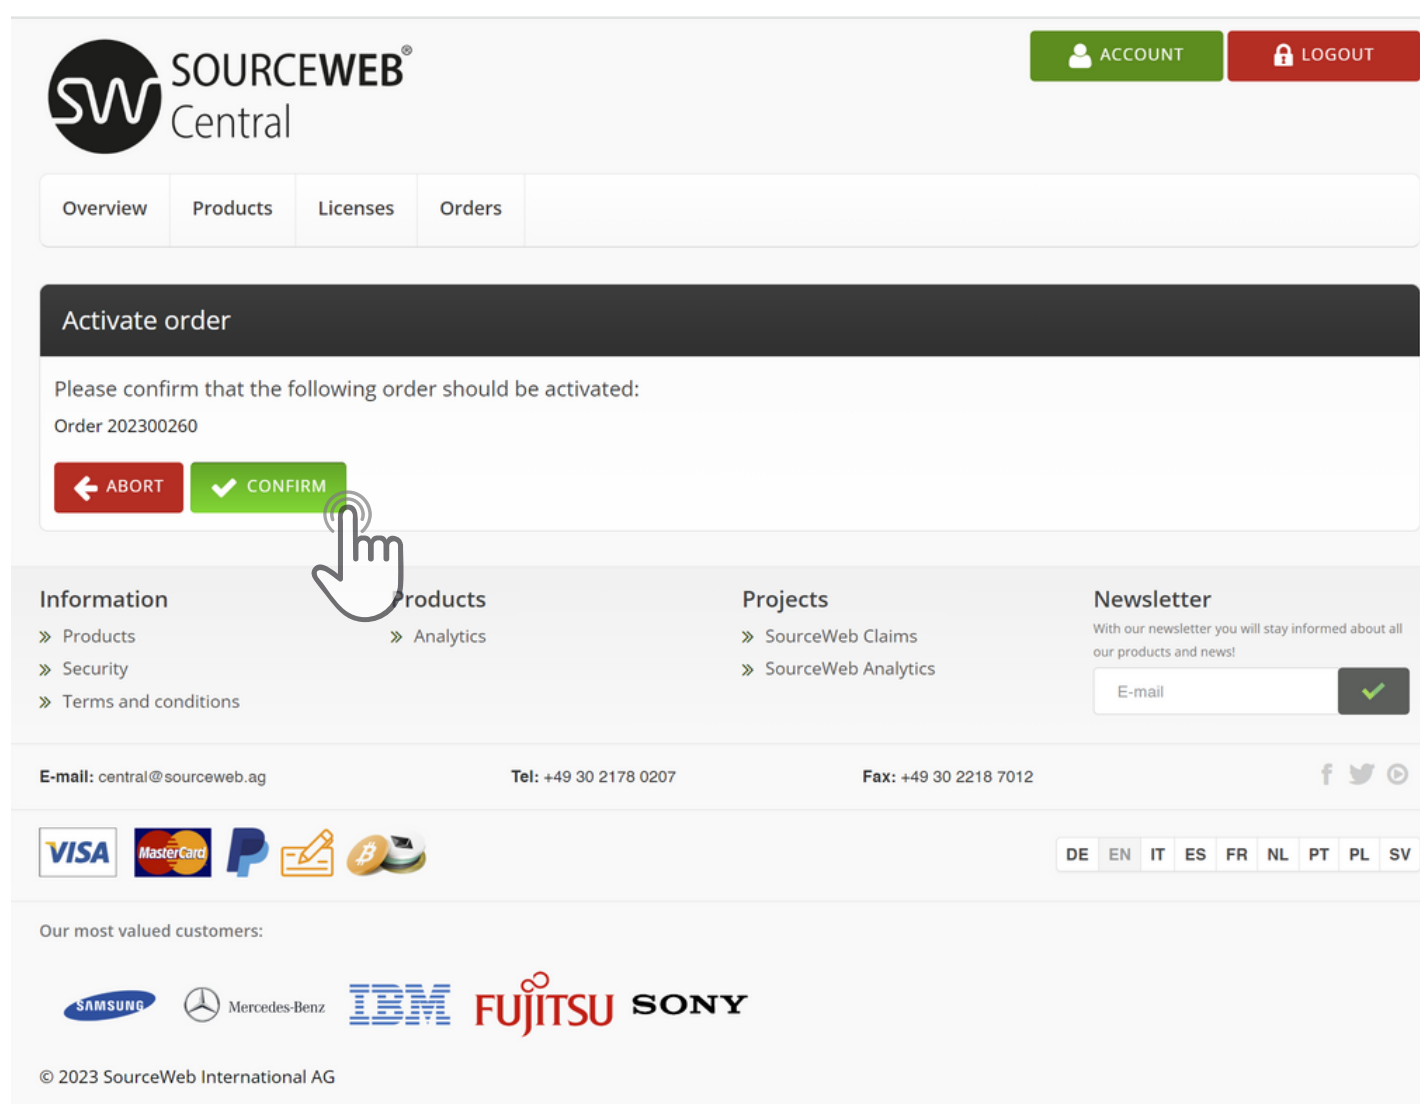 SW
SOURCEWEB®
Central
ACCOUNT
LOGOUT
Overview
Products
Licenses
Orders
Activate order
Please confirm that the following order should be activated:
Order 202300260
ABORT
CONFIRM
Information
Products
Security
Terms and conditions
Products
Analytics
Projects
SourceWeb Claims
SourceWeb Analytics
Newsletter
With our newsletter you will stay informed about all
our products and news!
E-mail
E-mail: central@sourceweb.ag
Tel: +49 30 2178 0207
Fax: +49 30 2218 7012
VISA
MasterCard
DE EN IT ES FR NL PT PL SV
Our most valued customers:
SAMSUNG
Mercedes-Benz
IBM
FUJITSU
SONY
© 2023 SourceWeb International AG